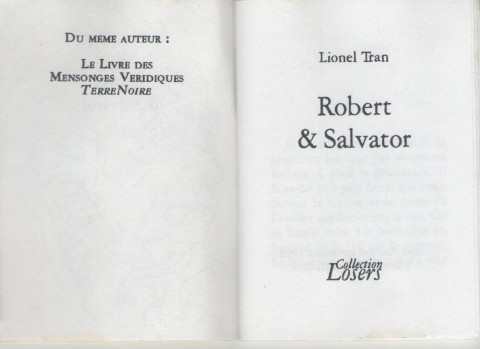 DU MEME AUTEUR :
LE LIVRE DES
MENSONGES VERIDIQUES
TERRENOIRE
Lionel Tran
Robert
& Salvator
Collection
Losers